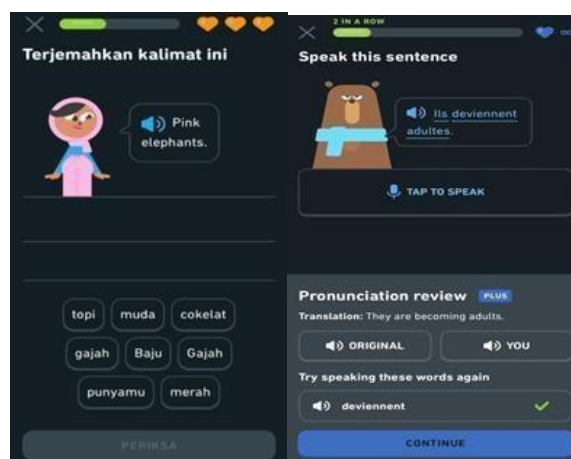 Terjemahkan kalimat ini
Pink
elephants.
topi muda cokelat
gajah Baju Gajah
punyamu merah
PERIKSA
2 IN A ROW
Speak this sentence
Ils deviennent
adultes.
TAP TO SPEAK
Pronunciation review PLUS
Translation: They are becoming adults.
ORIGINAL YOU
Try speaking these words again
deviennent
CONTINUE